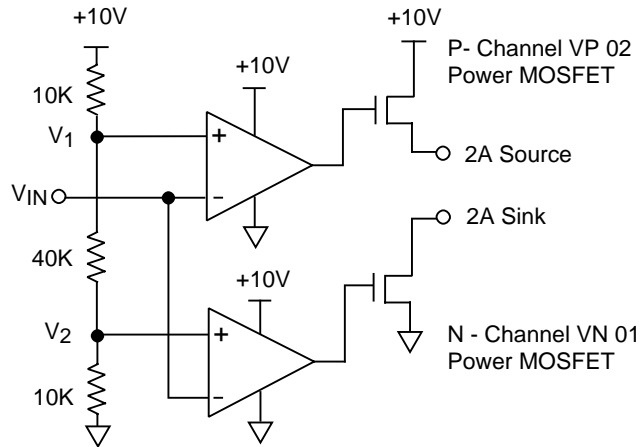 +10V
10K
V1
VIN
40K
V2
10K
+10V
+
-
+10V
P- Channel VP 02
Power MOSFET
2A Source
2A Sink
+10V
+
-
N - Channel VN 01
Power MOSFET